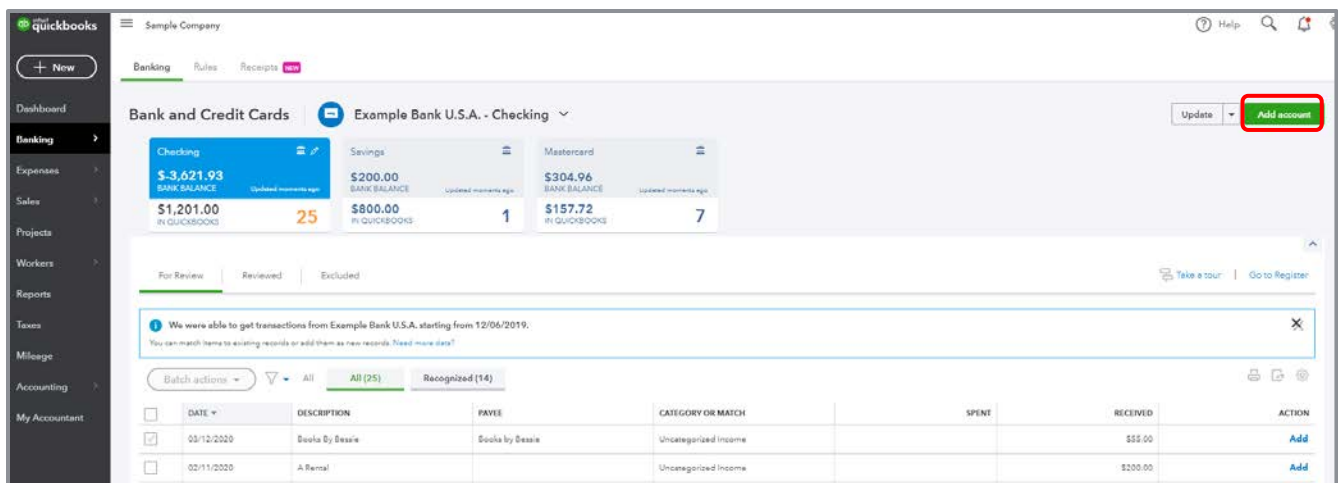 intuit quickbooks Sample Company Help
+ New Banking Rules Receipts NEW
Dashboard
Bank and Credit Cards Example Bank U.S.A. - Checking Update Add account
Banking
Checking Savings Mastercard
Expenses
$-3,621.93 $200.00 $304.96
BANK BALANCE Updated moments ago BANK BALANCE Updated moments ago BANK BALANCE Updated moments ago
Sales
$1,201.00 25 $800.00 1 $157.72 7
IN QUICKBOOKS IN QUICKBOOKS IN QUICKBOOKS
Projects
Workers
For Review Reviewed Excluded Take a tour | Go to Register
Reports
Taxes
We were able to get transactions from Example Bank U.S.A. starting from 12/06/2019.
You can match items to existing records or add them as new records. Need more data?
Mileage
Batch actions All All (25) Recognized (14)
Accounting
My Accountant
DATE DESCRIPTION PAYEE CATEGORY OR MATCH SPENT RECEIVED ACTION
03/12/2020 Books By Bessie Books by Bessie Uncategorized Income $55.00 Add
02/11/2020 A Rental Uncategorized Income $200.00 Add